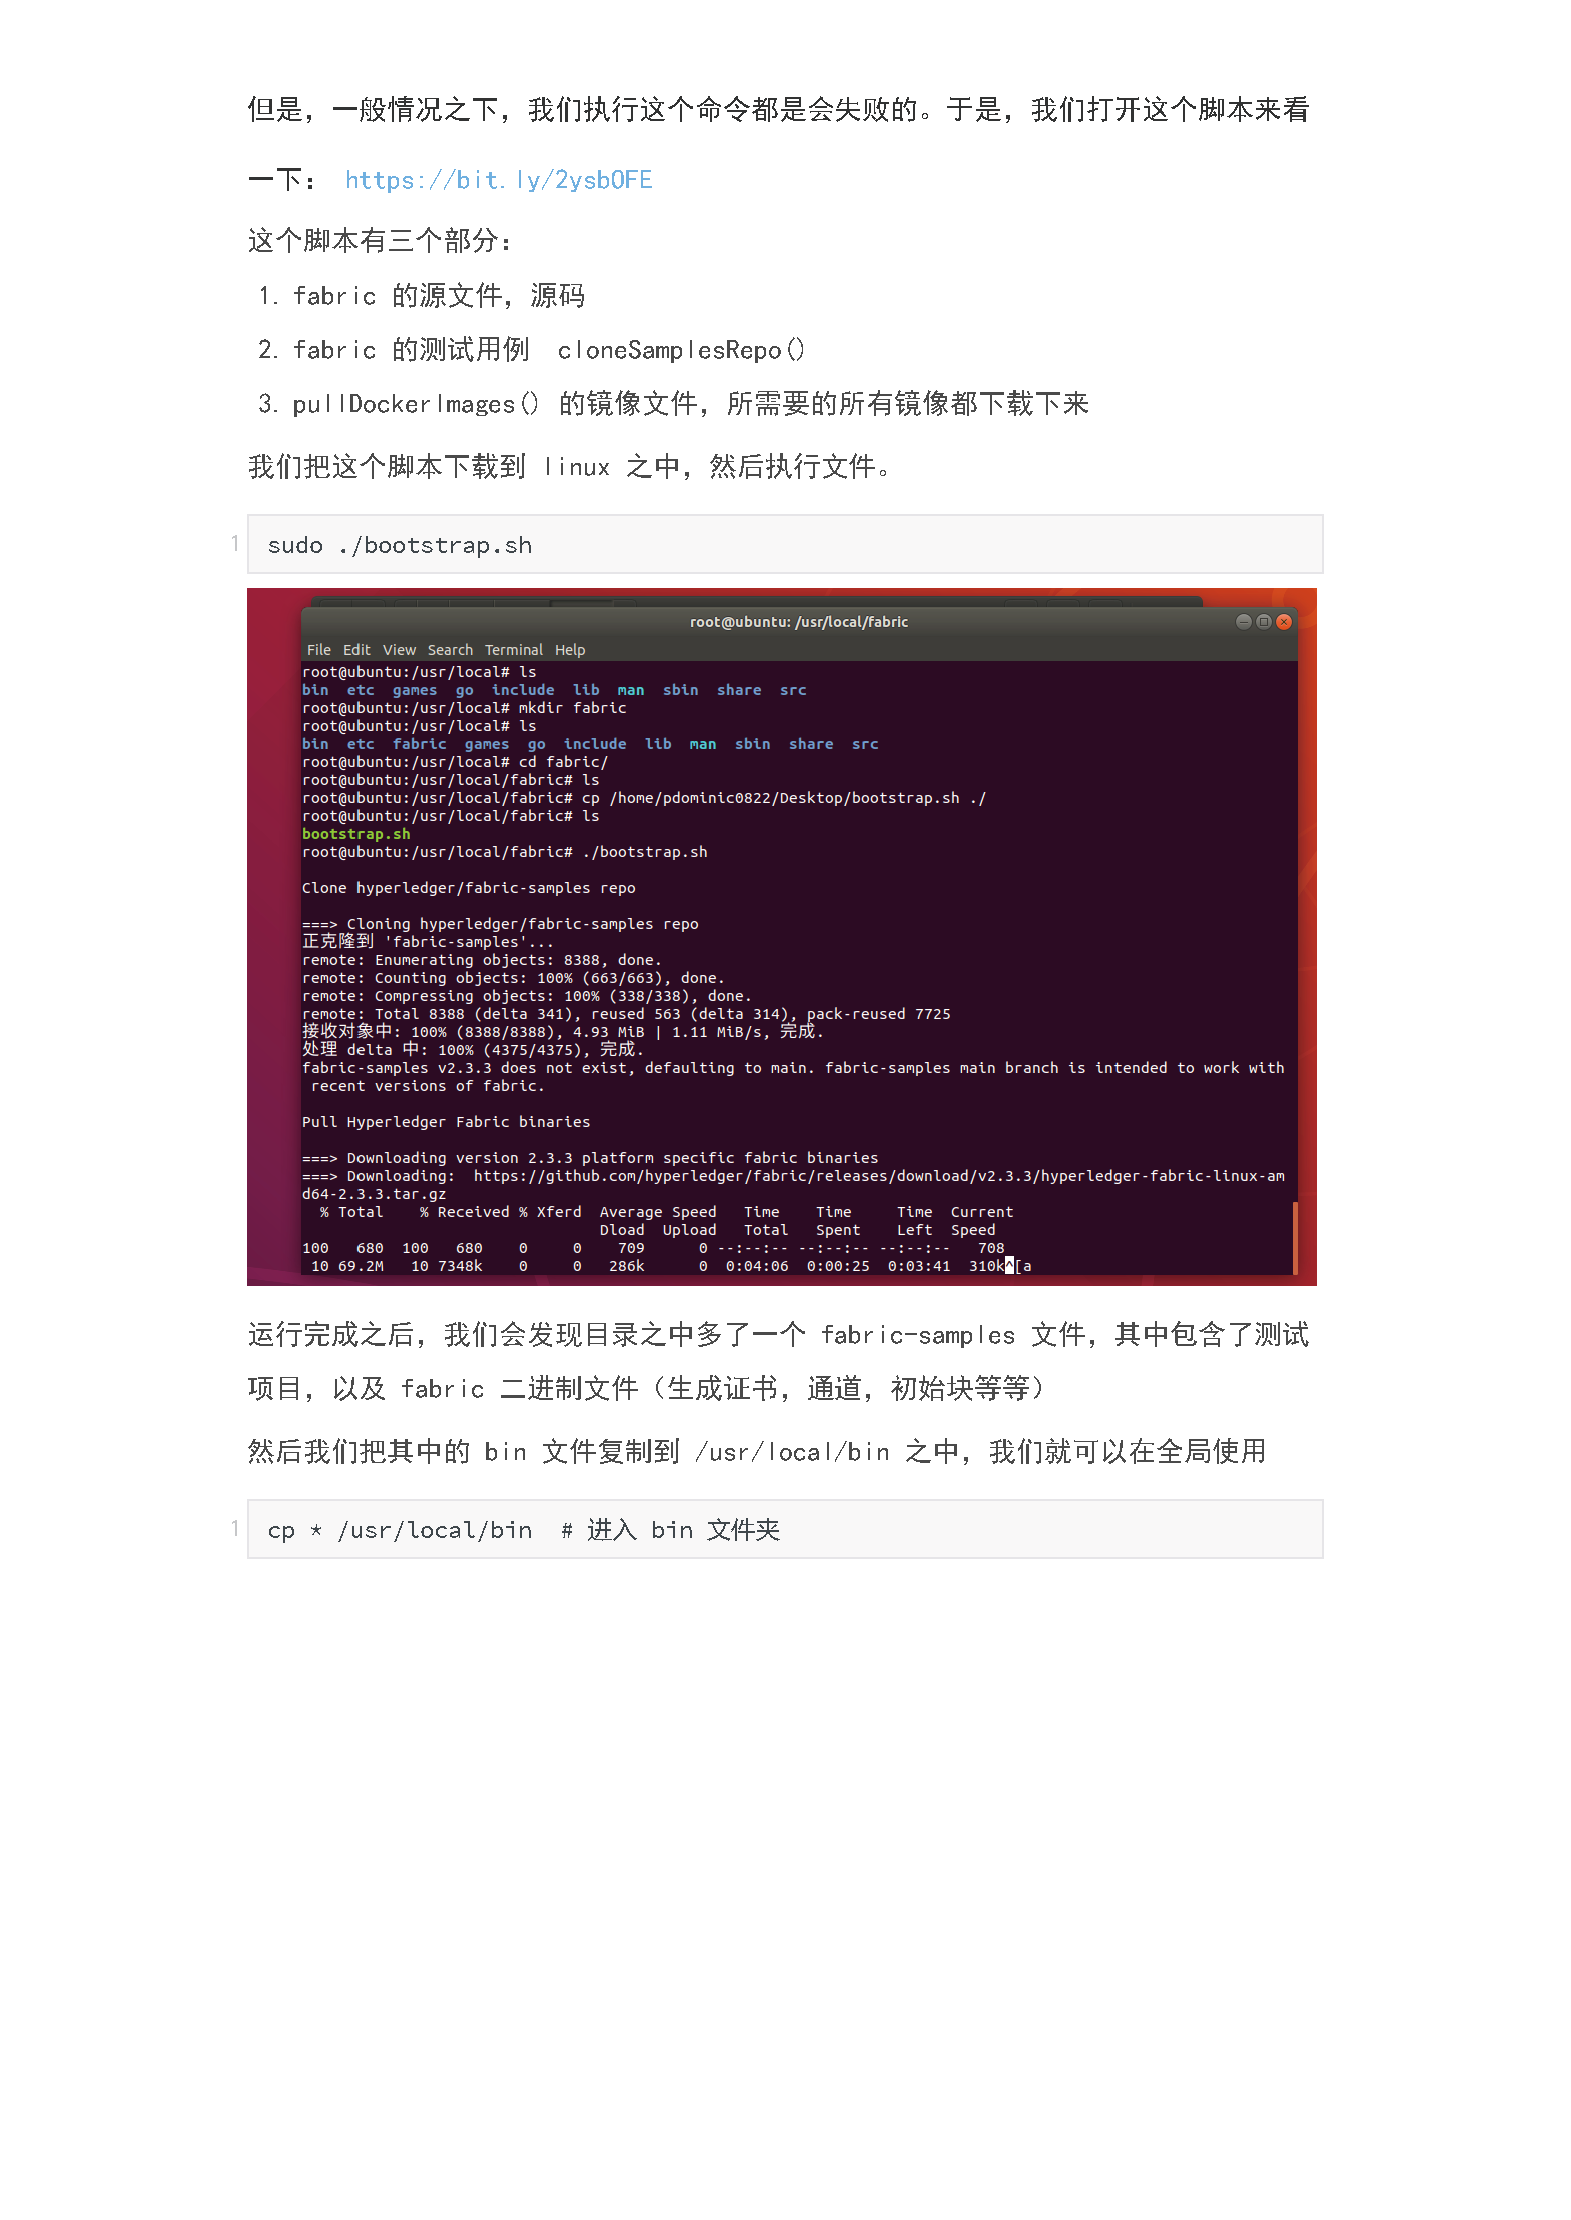 但是，一般情况之下，我们执行这个命令都是会失败的。于是，我们打开这个脚本来看
一下： https://bit.ly/2ysbOFE
这个脚本有三个部分：
1. fabric 的源文件，源码
2. fabric 的测试用例  cloneSamplesRepo()
3. pullDockerImages() 的镜像文件，所需要的所有镜像都下载下来
我们把这个脚本下载到 linux 之中，然后执行文件。
1 sudo ./bootstrap.sh
root@ubuntu: /usr/local/fabric
File Edit View Search Terminal Help
root@ubuntu:/usr/local# ls
bin  etc  games  go  include  lib  man  sbin  share  src
root@ubuntu:/usr/local# mkdir fabric
root@ubuntu:/usr/local# ls
bin  etc  fabric  games  go  include  lib  man  sbin  share  src
root@ubuntu:/usr/local# cd fabric/
root@ubuntu:/usr/local/fabric# ls
root@ubuntu:/usr/local/fabric# cp /home/pdominic0822/Desktop/bootstrap.sh ./
root@ubuntu:/usr/local/fabric# ls
bootstrap.sh
root@ubuntu:/usr/local/fabric# ./bootstrap.sh
Clone hyperledger/fabric-samples repo
===> Cloning hyperledger/fabric-samples repo
正克隆到 'fabric-samples'...
remote: Enumerating objects: 8388, done.
remote: Counting objects: 100% (663/663), done.
remote: Compressing objects: 100% (338/338), done.
remote: Total 8388 (delta 341), reused 563 (delta 314), pack-reused 7725
接收对象中: 100% (8388/8388), 4.93 MiB | 1.11 MiB/s, 完成.
处理 delta 中: 100% (4375/4375), 完成.
fabric-samples v2.3.3 does not exist, defaulting to main. fabric-samples main branch is intended to work with
 recent versions of fabric.
Pull Hyperledger Fabric binaries
===> Downloading version 2.3.3 platform specific fabric binaries
===> Downloading:  https://github.com/hyperledger/fabric/releases/download/v2.3.3/hyperledger-fabric-linux-am
d64-2.3.3.tar.gz
  % Total    % Received % Xferd  Average Speed   Time    Time     Time  Current
                                 Dload  Upload   Total   Spent    Left  Speed
100   680  100   680    0     0    709      0 --:--:-- --:--:-- --:--:--   708
 10 69.2M   10 7348k    0     0   286k      0  0:04:06  0:00:25  0:03:41  310k^[a
运行完成之后，我们会发现目录之中多了一个 fabric-samples 文件，其中包含了测试
项目，以及 fabric 二进制文件（生成证书，通道，初始块等等）
然后我们把其中的 bin 文件复制到 /usr/local/bin 之中，我们就可以在全局使用
1 cp * /usr/local/bin  # 进入 bin 文件夹